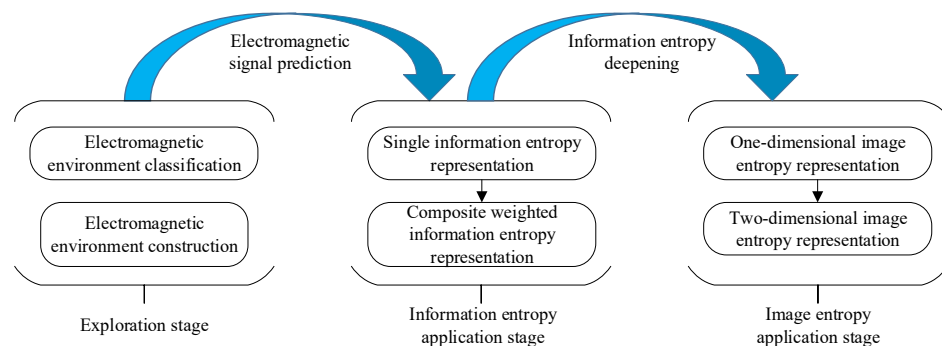 Electromagnetic
signal prediction
Information entropy
deepening
Electromagnetic
environment classification
Electromagnetic
environment construction
Exploration stage
Single information entropy
representation
Composite weighted
information entropy
representation
Information entropy
application stage
One-dimensional image
entropy representation
Two-dimensional image
entropy representation
Image entropy
application stage